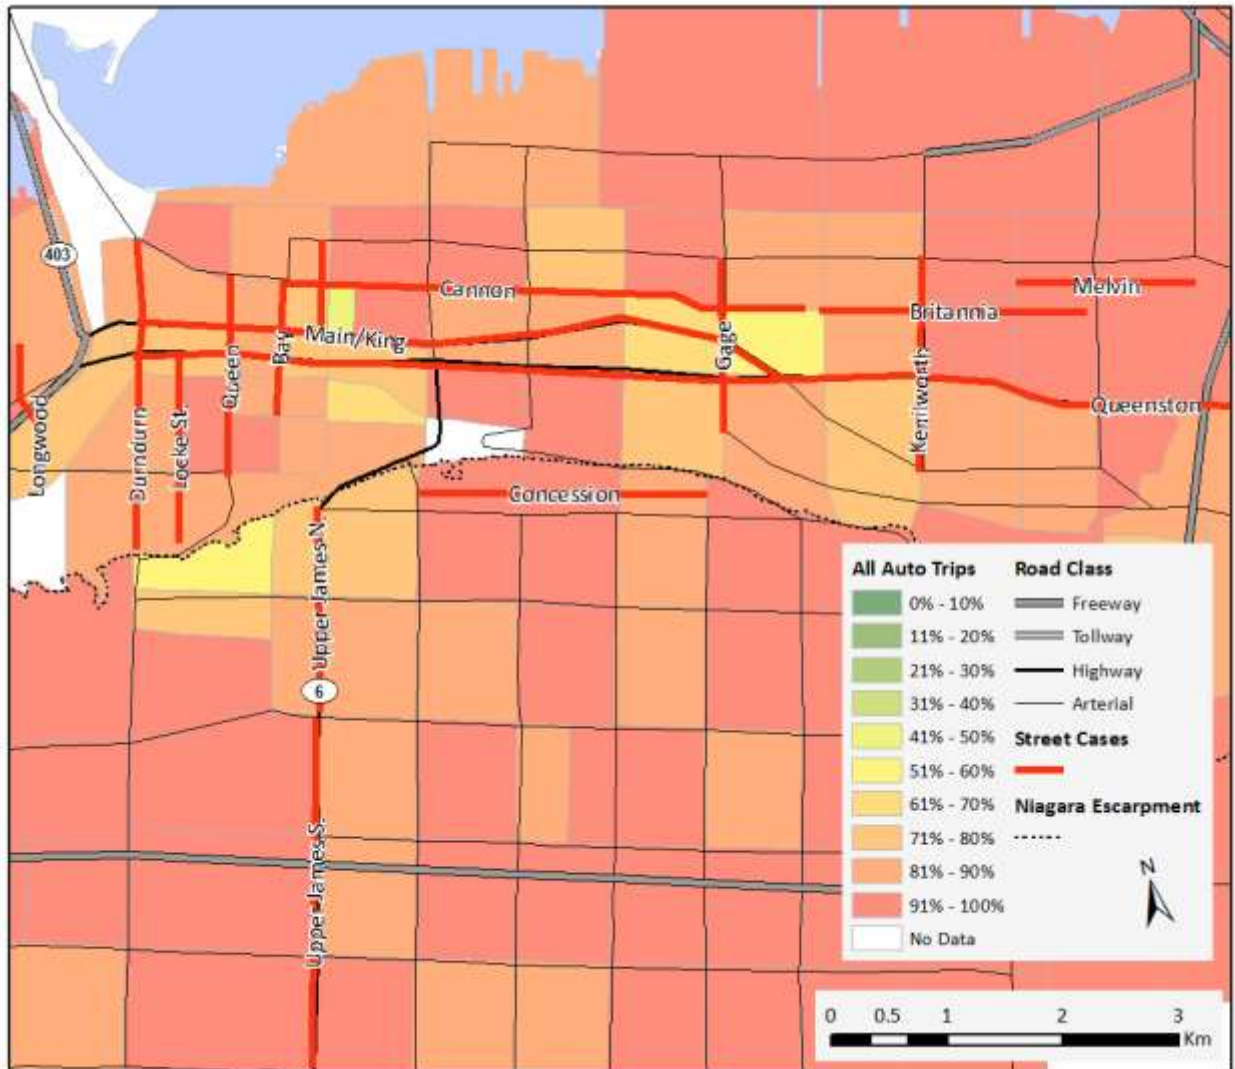 403
Cannon
Melvin
Britannia
Main/King
Bay
Gage
Queen
Kenilworth
Queenston
Longwood
Durndurn
Locke St.
Concession
Upper James N.
6
Upper James S.
All Auto Trips
0% - 10%
11% - 20%
21% - 30%
31% - 40%
41% - 50%
51% - 60%
61% - 70%
71% - 80%
81% - 90%
91% - 100%
No Data
Road Class
Freeway
Tollway
Highway
Arterial
Street Cases
Niagara Escarpment
N
0 0.5 1 2 3
Km